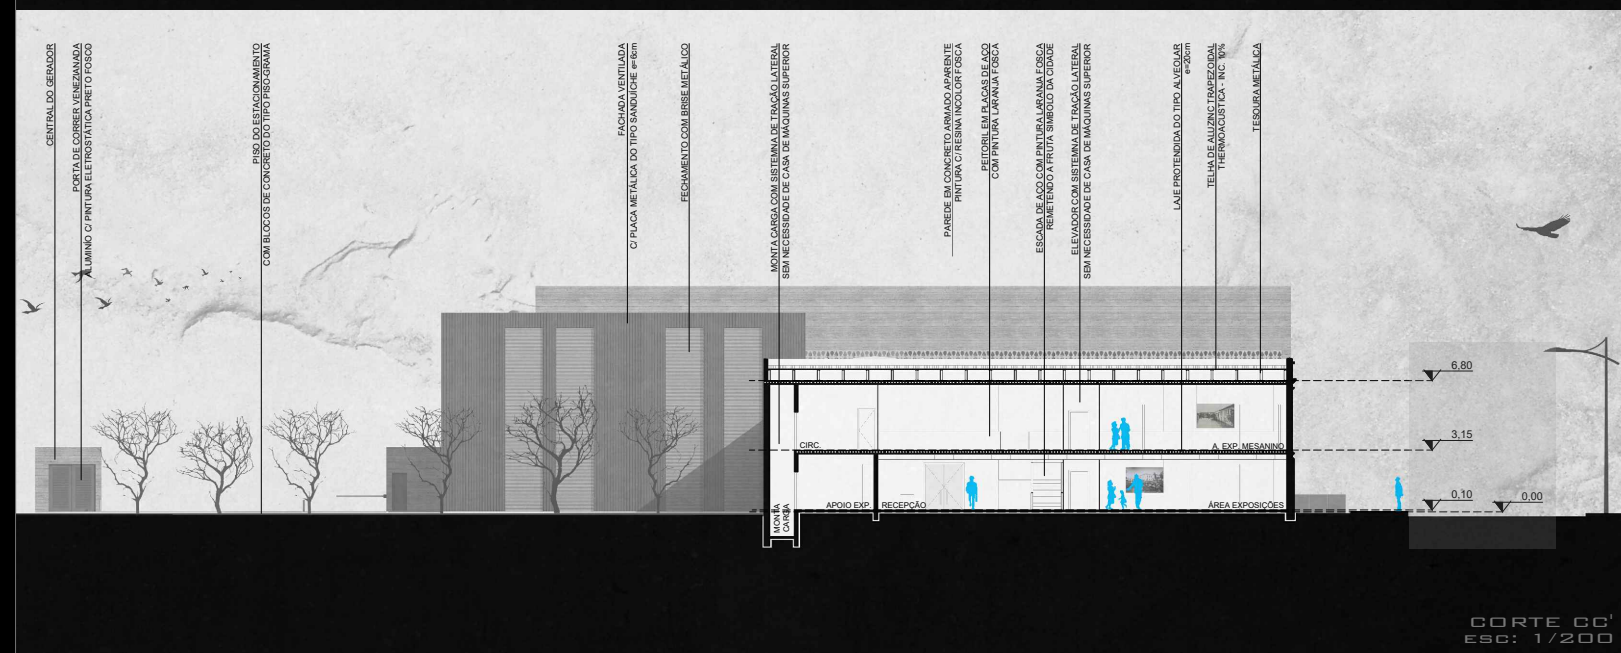 CENTRAL DO GERADOR
PORTA DE CORRER VENEZIANADA
ALUMINIO C/ PINTURA ELETROSTÁTICA PRETO FOSCO
PISO DO ESTACIONAMENTO
COM BLOCOS DE CONCRETO DO TIPO PISO-GRAMA
FACHADA VENTILADA
C/ PLACA METÁLICA DO TIPO SANDUÍCHE e=6cm
FECHAMENTO COM BRISE METÁLICO
MONTA CARGA COM SISTEMNA DE TRAÇÃO LATERAL
SEM NECESSIDADE DE CASA DE MÁQUINAS SUPERIOR
PAREDE EM CONCRETO ARMADO APARENTE
PINTURA C/ RESINA INCOLOR FOSCA
PEITORIL EM PLACAS DE AÇO
COM PINTURA LARANJA FOSCA
ESCADA DE AÇO COM PINTURA LARANJA FOSCA
REMETENDO A FRUTA SIMBOLO DA CIDADE
ELEVADOR COM SISTEMNA DE TRAÇÃO LATERAL
SEM NECESSIDADE DE CASA DE MÁQUINAS SUPERIOR
LAJE PROTENDIDA DO TIPO ALVEOLAR
e=20cm
TELHA DE ALUZINC TRAPEZOIDAL
THERMOACUSTICA - INC. 10%
TESOURA METÁLICA
6,80
CIRC.
A. EXP. MESANINO
3,15
APOIO EXP.
RECEPÇÃO
ÁREA EXPOSIÇÕES
0,10
0,00
MONTA
CARGA
CORTE CC'
ESC: 1/200